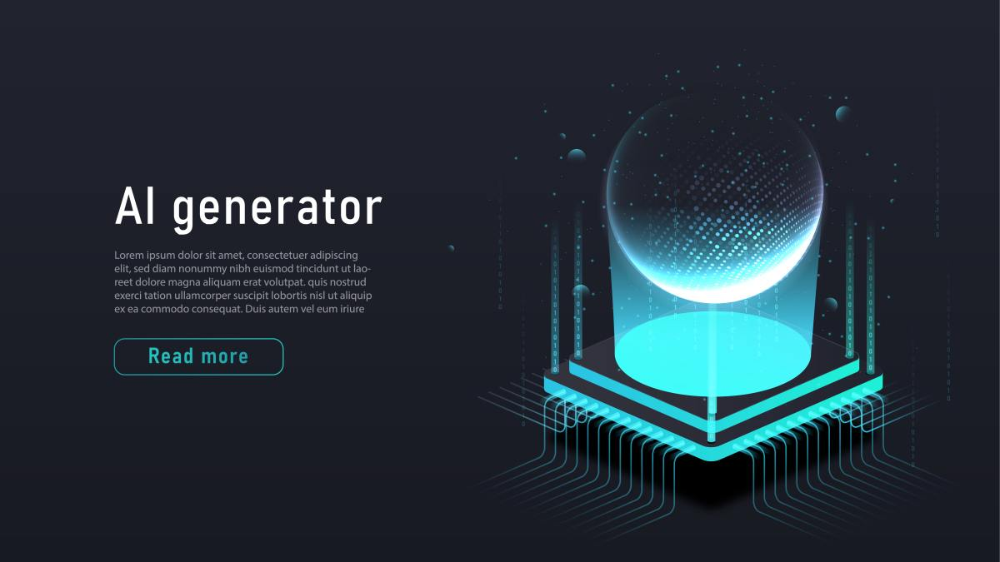 AI generator
Lorem ipsum dolor sit amet, consectetuer adipiscing
elit, sed diam nonummy nibh euismod tincidunt ut lao-
reet dolore magna aliquam erat volutpat. quis nostrud
exerci tation ullamcorper suscipit lobortis nisl ut aliquip
ex ea commodo consequat. Duis autem vel eum iriure
Read more